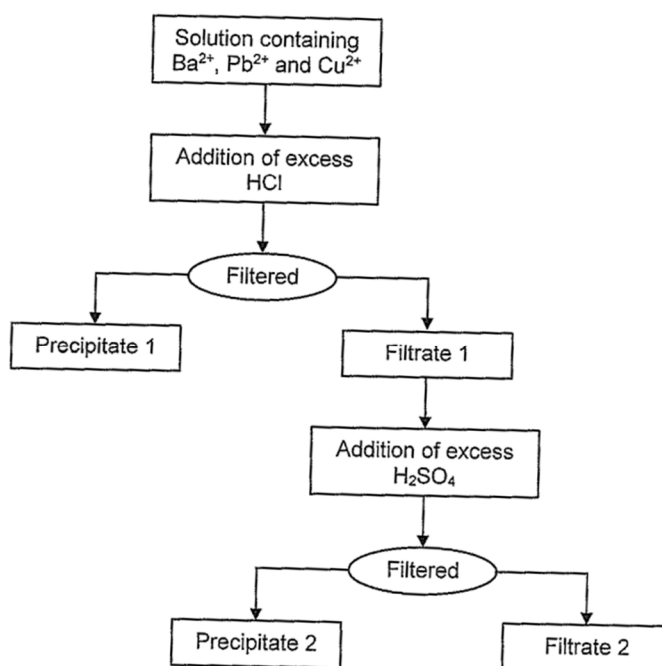 Solution containing
Ba²⁺, Pb²⁺ and Cu²⁺
Addition of excess
HCl
Filtered
Precipitate 1
Filtrate 1
Addition of excess
H₂SO₄
Filtered
Precipitate 2
Filtrate 2